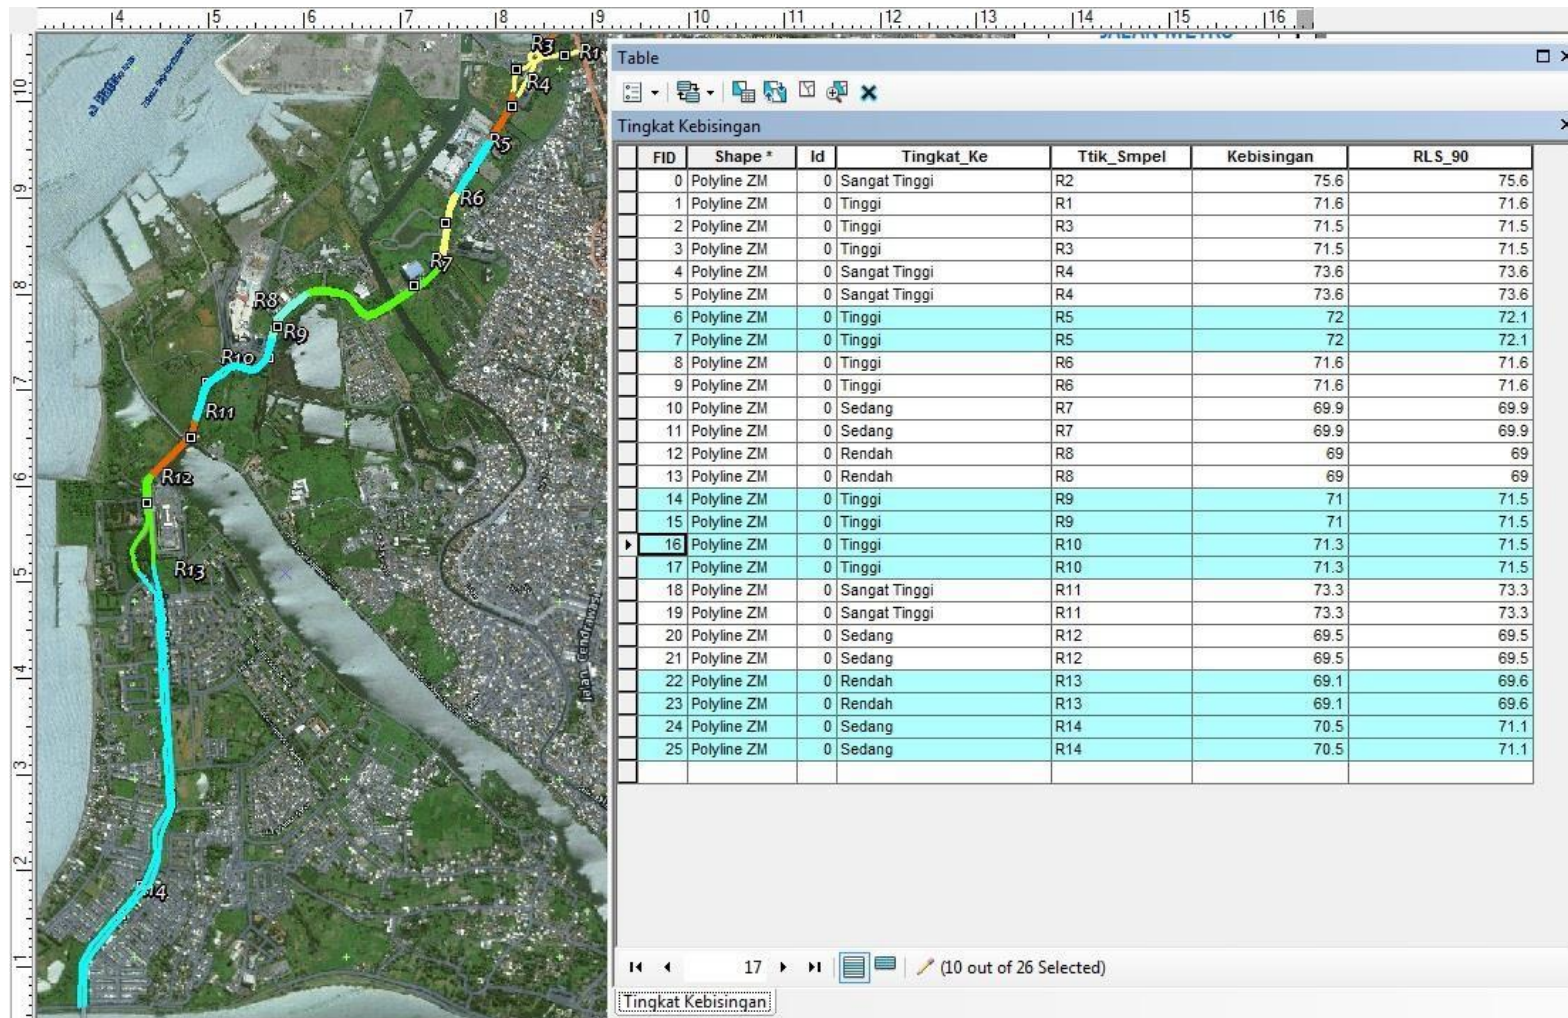 4 5 6 7 8 9 10 11 12 13 14 15 16
Table
Tingkat Kebisingan
FID Shape * Id Tingkat_Ke Ttik_Smpel Kebisingan RLS_90
0 Polyline ZM 0 Sangat Tinggi R2 75.6 75.6
1 Polyline ZM 0 Tinggi R1 71.6 71.6
2 Polyline ZM 0 Tinggi R3 71.5 71.5
3 Polyline ZM 0 Tinggi R3 71.5 71.5
4 Polyline ZM 0 Sangat Tinggi R4 73.6 73.6
5 Polyline ZM 0 Sangat Tinggi R4 73.6 73.6
6 Polyline ZM 0 Tinggi R5 72 72.1
7 Polyline ZM 0 Tinggi R5 72 72.1
8 Polyline ZM 0 Tinggi R6 71.6 71.6
9 Polyline ZM 0 Tinggi R6 71.6 71.6
10 Polyline ZM 0 Sedang R7 69.9 69.9
11 Polyline ZM 0 Sedang R7 69.9 69.9
12 Polyline ZM 0 Rendah R8 69 69
13 Polyline ZM 0 Rendah R8 69 69
14 Polyline ZM 0 Tinggi R9 71 71.5
15 Polyline ZM 0 Tinggi R9 71 71.5
16 Polyline ZM 0 Tinggi R10 71.3 71.5
17 Polyline ZM 0 Tinggi R10 71.3 71.5
18 Polyline ZM 0 Sangat Tinggi R11 73.3 73.3
19 Polyline ZM 0 Sangat Tinggi R11 73.3 73.3
20 Polyline ZM 0 Sedang R12 69.5 69.5
21 Polyline ZM 0 Sedang R12 69.5 69.5
22 Polyline ZM 0 Rendah R13 69.1 69.6
23 Polyline ZM 0 Rendah R13 69.1 69.6
24 Polyline ZM 0 Sedang R14 70.5 71.1
25 Polyline ZM 0 Sedang R14 70.5 71.1
17
(10 out of 26 Selected)
Tingkat Kebisingan
10
9
8
7
6
5
4
3
2
1
R3
R1
R4
R5
R6
R7
R8
R9
R10
R11
R12
R13
14
Jalan Cendrawasi